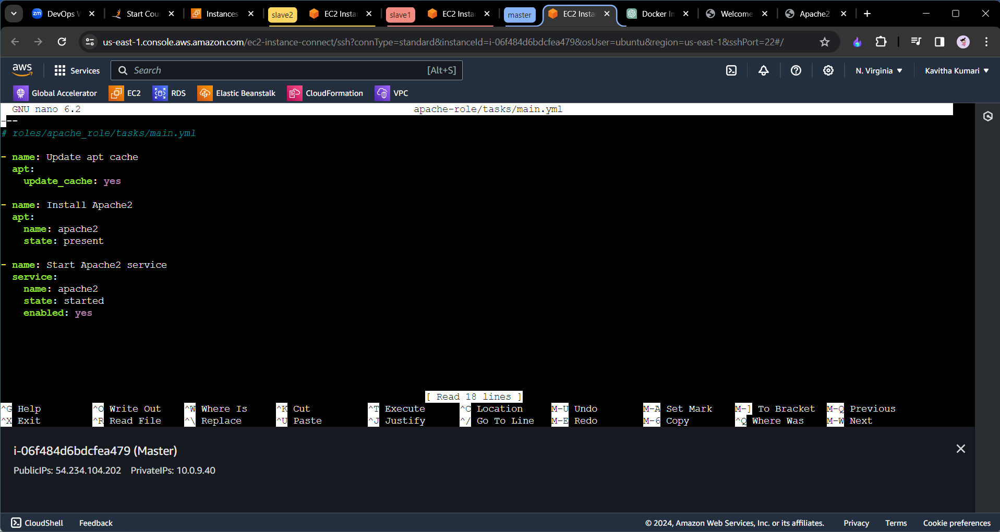 zm DevOps V
Start Cou
Instances
slave2
EC2 Insta
slave1
EC2 Insta
master
EC2 Insta
Docker In
Welcome
Apache2
us-east-1.console.aws.amazon.com/ec2-instance-connect/ssh?connType=standard&instanceId=i-06f484d6bdcfea479&osUser=ubuntu&region=us-east-1&sshPort=22#/
aws
Services
Search [Alt+S]
N. Virginia
Kavitha Kumari
Global Accelerator EC2 RDS Elastic Beanstalk CloudFormation VPC
GNU nano 6.2 apache-role/tasks/main.yml
---
# roles/apache_role/tasks/main.yml
- name: Update apt cache
apt:
update_cache: yes
- name: Install Apache2
apt:
name: apache2
state: present
- name: Start Apache2 service
service:
name: apache2
state: started
enabled: yes
[ Read 18 lines ]
^G Help ^O Write Out ^W Where Is ^K Cut ^T Execute ^C Location M-U Undo M-A Set Mark M-] To Bracket M-Q Previous
^X Exit ^R Read File ^\ Replace ^U Paste ^J Justify ^/ Go To Line M-E Redo M-6 Copy ^Q Where Was M-W Next
i-06f484d6bdcfea479 (Master)
PublicIPs: 54.234.104.202 PrivateIPs: 10.0.9.40
CloudShell Feedback © 2024, Amazon Web Services, Inc. or its affiliates. Privacy Terms Cookie preferences